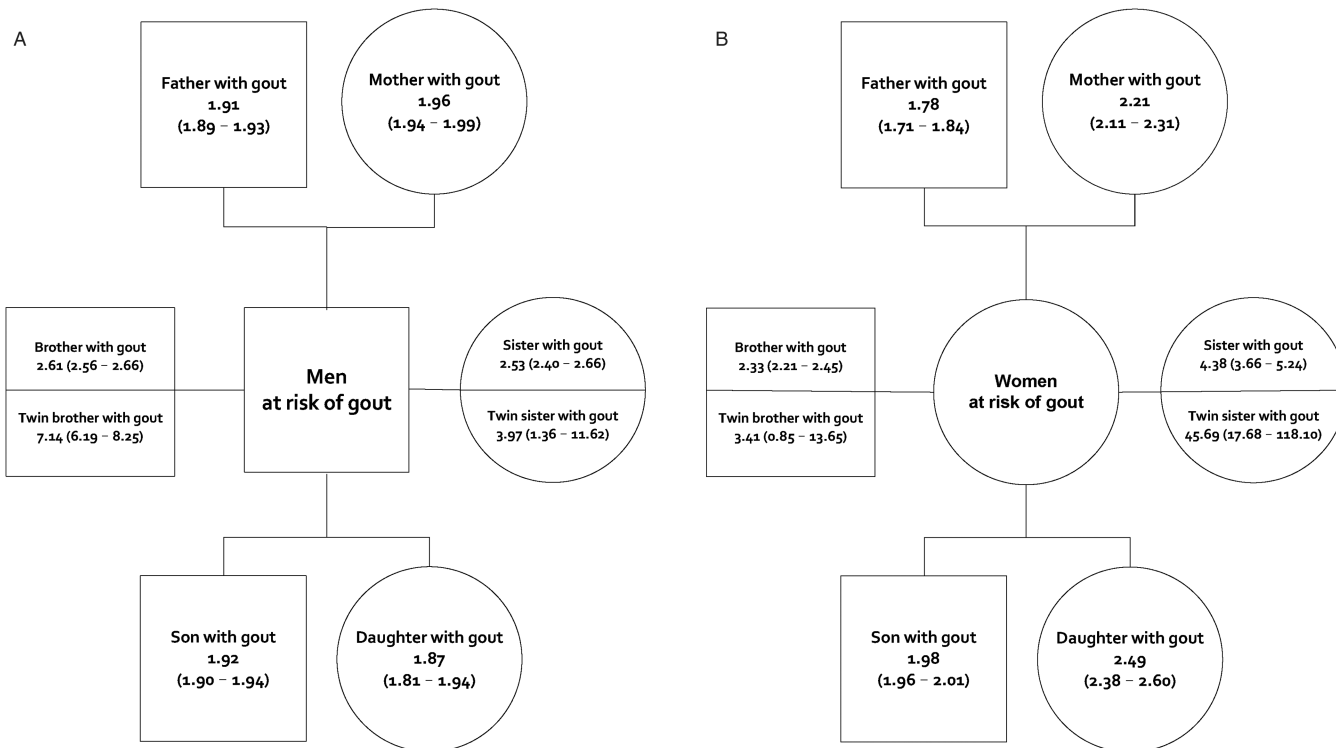 A
Father with gout
1.91
(1.89 – 1.93)
Mother with gout
1.96
(1.94 – 1.99)
Brother with gout
2.61 (2.56 – 2.66)
Twin brother with gout
7.14 (6.19 – 8.25)
Men
at risk of gout
Sister with gout
2.53 (2.40 – 2.66)
Twin sister with gout
3.97 (1.36 – 11.62)
Son with gout
1.92
(1.90 – 1.94)
Daughter with gout
1.87
(1.81 – 1.94)
B
Father with gout
1.78
(1.71 – 1.84)
Mother with gout
2.21
(2.11 – 2.31)
Brother with gout
2.33 (2.21 – 2.45)
Twin brother with gout
3.41 (0.85 – 13.65)
Women
at risk of gout
Sister with gout
4.38 (3.66 – 5.24)
Twin sister with gout
45.69 (17.68 – 118.10)
Son with gout
1.98
(1.96 – 2.01)
Daughter with gout
2.49
(2.38 – 2.60)